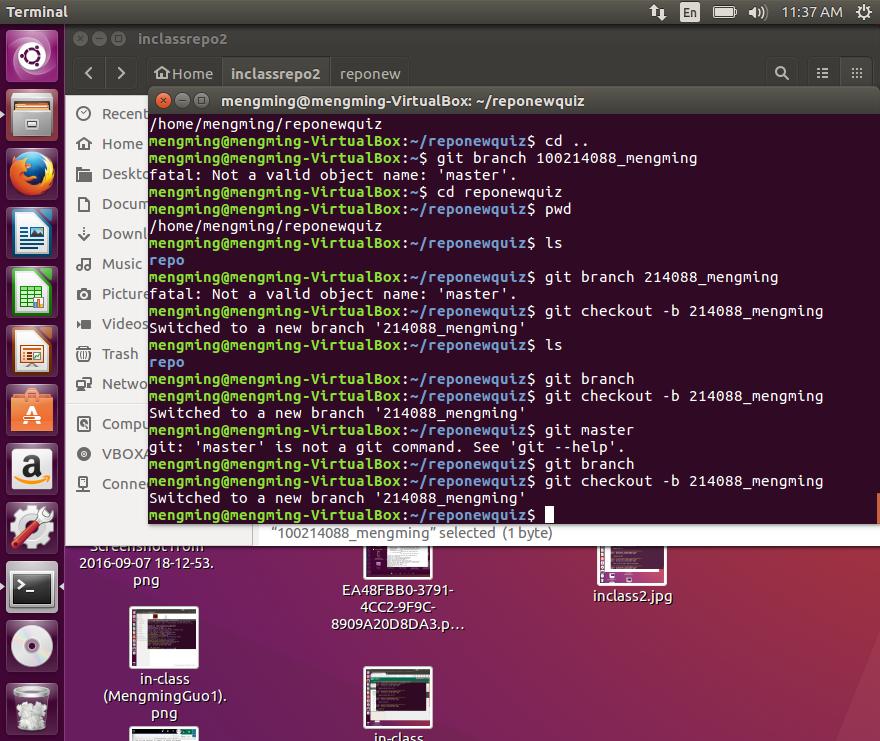 Terminal
En
11:37 AM
inclassrepo2
Home
inclassrepo2
reponew
mengming@mengming-VirtualBox: ~/reponewquiz
Recent
Home
Deskto
Docum
Downl
Music
Picture
Videos
Trash
Netwo
Compu
VBOXA
Conne
/home/mengming/reponewquiz
mengming@mengming-VirtualBox:~/reponewquiz$ cd ..
mengming@mengming-VirtualBox:~$ git branch 100214088_mengming
fatal: Not a valid object name: 'master'.
mengming@mengming-VirtualBox:~$ cd reponewquiz
mengming@mengming-VirtualBox:~/reponewquiz$ pwd
/home/mengming/reponewquiz
mengming@mengming-VirtualBox:~/reponewquiz$ ls
repo
mengming@mengming-VirtualBox:~/reponewquiz$ git branch 214088_mengming
fatal: Not a valid object name: 'master'.
mengming@mengming-VirtualBox:~/reponewquiz$ git checkout -b 214088_mengming
Switched to a new branch '214088_mengming'
mengming@mengming-VirtualBox:~/reponewquiz$ ls
repo
mengming@mengming-VirtualBox:~/reponewquiz$ git branch
mengming@mengming-VirtualBox:~/reponewquiz$ git checkout -b 214088_mengming
Switched to a new branch '214088_mengming'
mengming@mengming-VirtualBox:~/reponewquiz$ git master
git: 'master' is not a git command. See 'git --help'.
mengming@mengming-VirtualBox:~/reponewquiz$ git branch
mengming@mengming-VirtualBox:~/reponewquiz$ git checkout -b 214088_mengming
Switched to a new branch '214088_mengming'
mengming@mengming-VirtualBox:~/reponewquiz$
“100214088_mengming” selected (1 byte)
Screenshot from
2016-09-07 18-12-53.
png
EA48FBB0-3791-
4CC2-9F9C-
8909A20D8DA3.p...
inclass2.jpg
in-class
(MengmingGuo1).
png
in-class